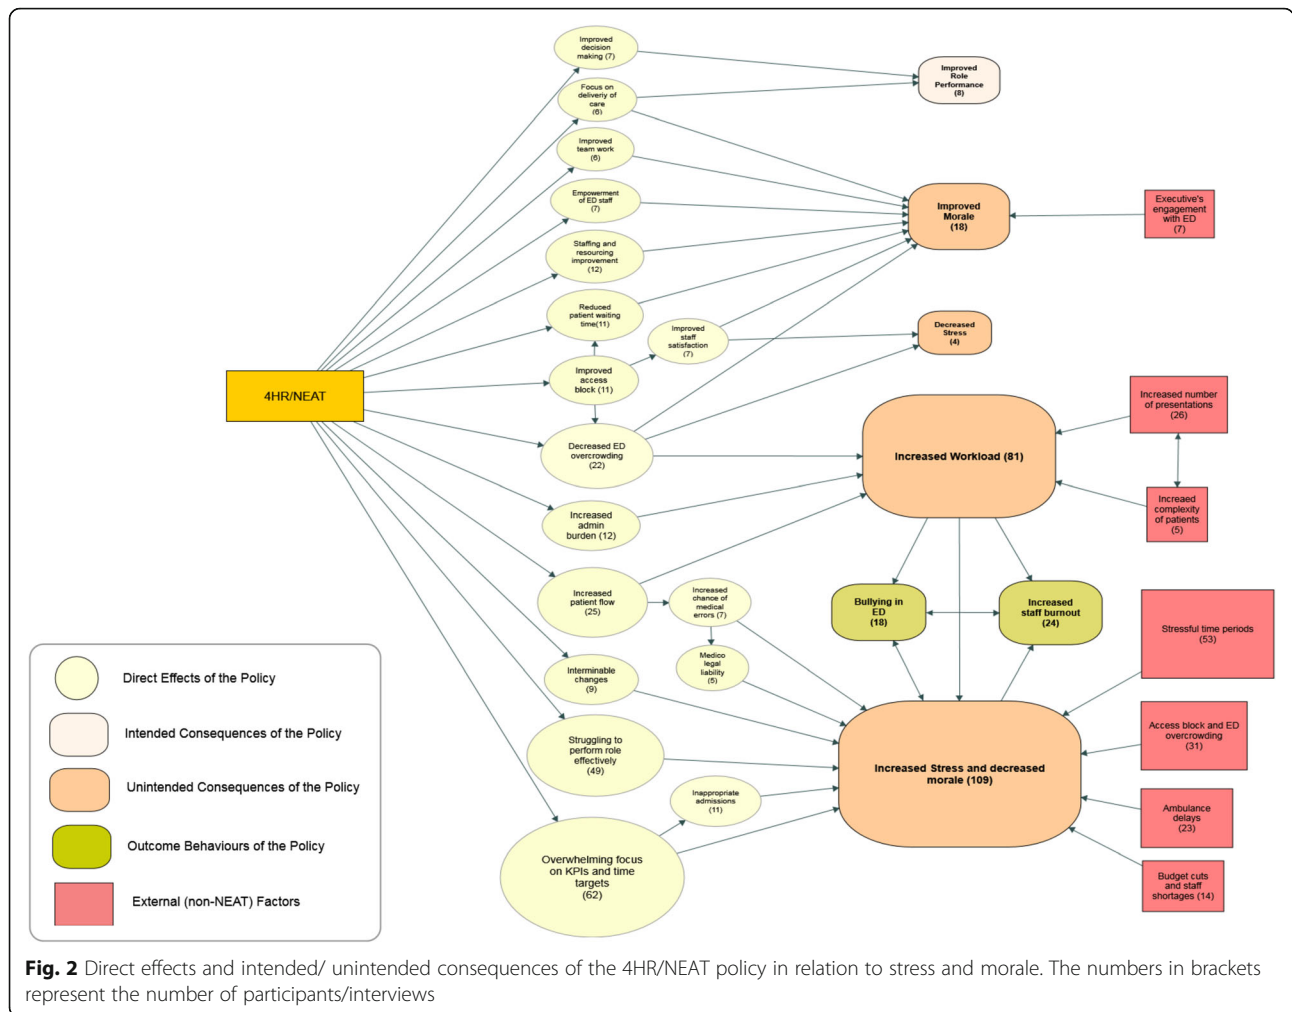 Improved
decision
making (7)
Improved
Role
Performance
(8)
Focus on
deliveriy of
care
(6)
Improved
team work
(6)
Empowerment
of ED staff
(7)
Improved
Morale
(18)
Executive's
engagement
with ED
(7)
Staffing and
resourcing
improvement
(12)
Reduced
patient waiting
time(11)
Improved
staff
satisfaction
(7)
Decreased
Stress
(4)
Improved
access
block (11)
4HR/NEAT
Increased number
of presentations
(26)
Decreased ED
overcrowding
(22)
Increased Workload (81)
Increased
admin
burden (12)
Increaed
complexity
of patients
(5)
Increased
patient flow
(25)
Increased
chance of
medical
errors (7)
Bullying in
ED
(18)
Increased
staff burnout
(24)
Stressful time periods
(53)
Medico
legal
liability
(5)
Interminable
changes
(9)
Struggling to
perform role
effectively
(49)
Access block and ED
overcrowding
(31)
Increased Stress and decreased
morale (109)
Inappropriate
admissions
(11)
Ambulance
delays
(23)
Overwhelming focus
on KPIs and time
targets
(62)
Budget cuts
and staff
shortages (14)
Direct Effects of the Policy
Intended Consequences of the Policy
Unintended Consequences of the Policy
Outcome Behaviours of the Policy
External (non-NEAT) Factors
Fig. 2 Direct effects and intended/ unintended consequences of the 4HR/NEAT policy in relation to stress and morale. The numbers in brackets
represent the number of participants/interviews